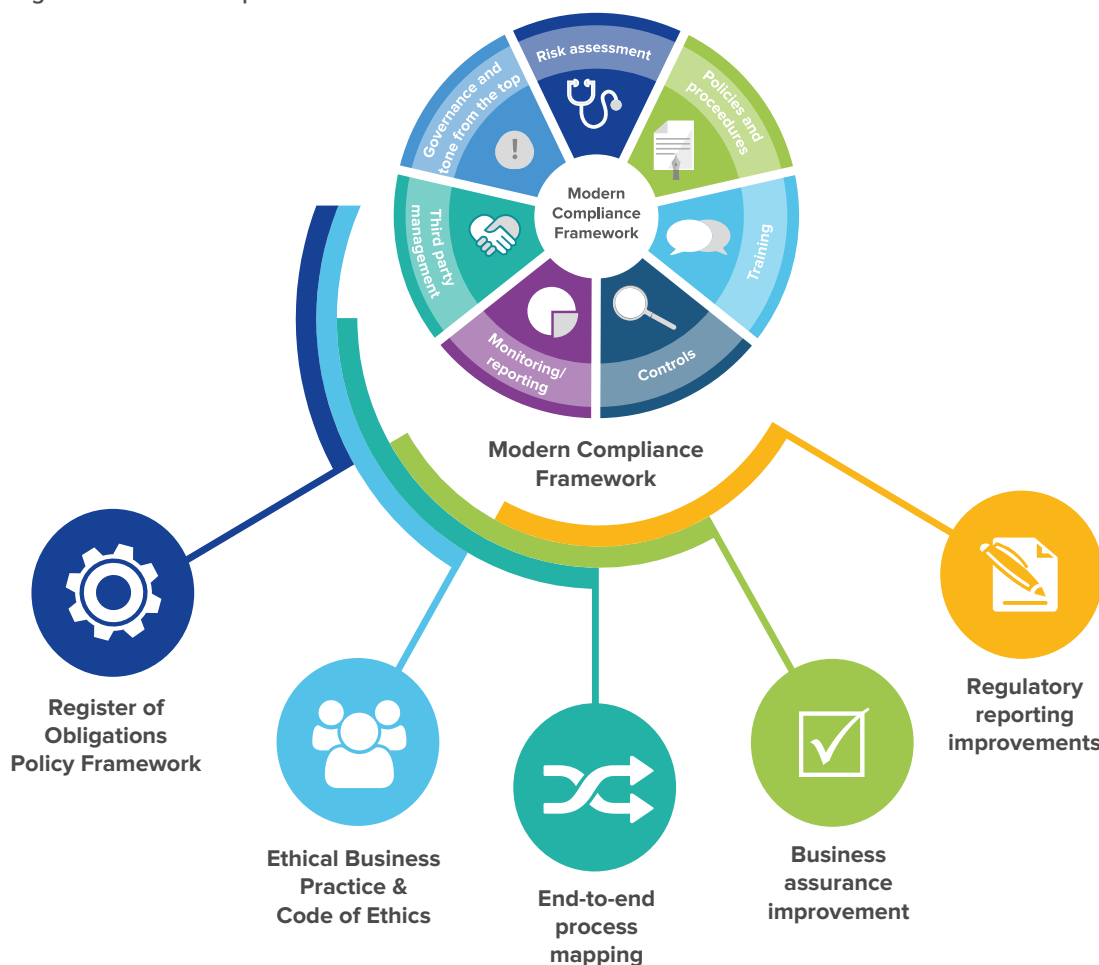 Risk assessment
Policies and
proceedures
Training
Controls
Monitoring/
reporting
Third party
management
Governance and
tone from the top
Modern
Compliance
Framework
Modern Compliance
Framework
Register of
Obligations
Policy Framework
Ethical Business
Practice &
Code of Ethics
End-to-end
process
mapping
Business
assurance
improvement
Regulatory
reporting
improvements